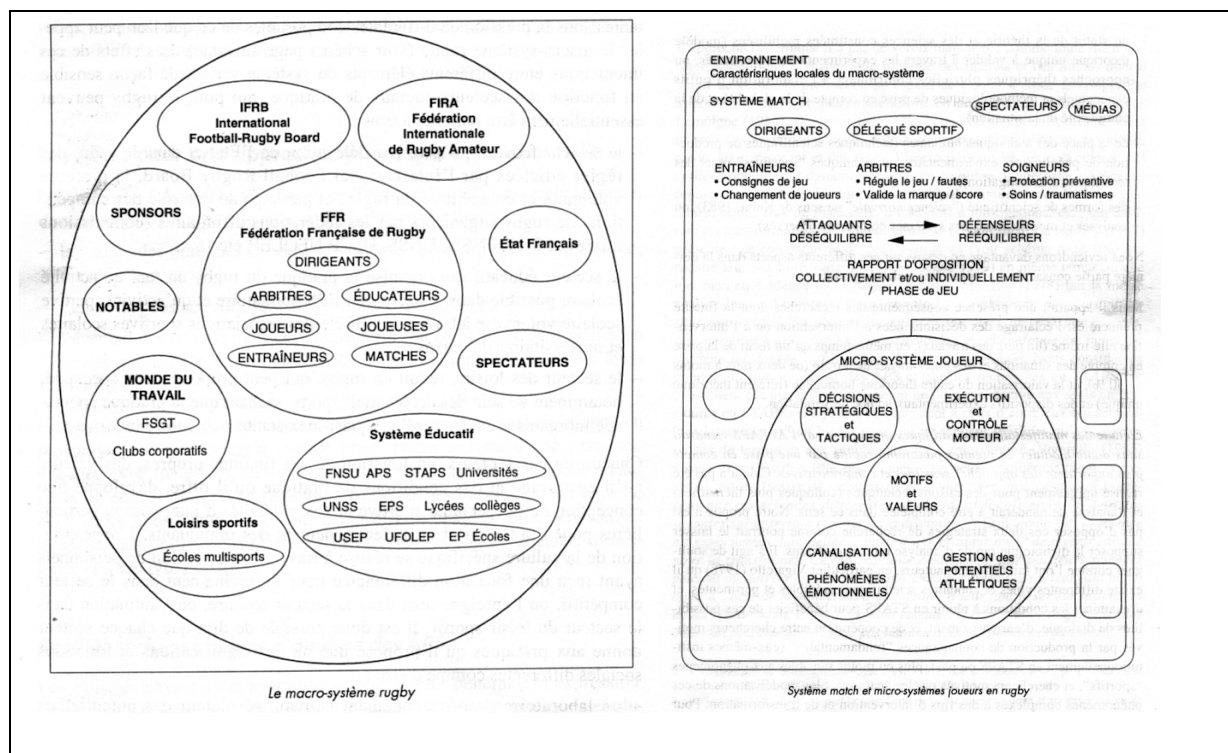 IFRB
International
Football-Rugby Board
FIRA
Fédération
Internationale
de Rugby Amateur
SPONSORS
FFR
Fédération Française de Rugby
État Français
DIRIGEANTS
ARBITRES
ÉDUCATEURS
NOTABLES
JOUEURS
JOUEUSES
ENTRAÎNEURS
MATCHES
SPECTATEURS
MONDE DU
TRAVAIL
FSGT
Clubs corporatifs
Système Éducatif
FNSU APS STAPS Universités
UNSS EPS Lycées collèges
USEP UFOLEP EP Écoles
Loisirs sportifs
Écoles multisports
Le macro-système rugby
ENVIRONNEMENT
Caractérisiques locales du macro-système
SYSTÈME MATCH
SPECTATEURS
MÉDIAS
DIRIGEANTS
DÉLÉGUÉ SPORTIF
ENTRAÎNEURS
• Consignes de jeu
• Changement de joueurs
ARBITRES
• Régule le jeu / fautes
• Valide la marque / score
SOIGNEURS
• Protection préventive
• Soins / traumatismes
ATTAQUANTS
DÉSÉQUILIBRE
DÉFENSEURS
RÉÉQUILIBRER
RAPPORT D'OPPOSITION
COLLECTIVEMENT et/ou INDIVIDUELLEMENT
/ PHASE de JEU
MICRO-SYSTÈME JOUEUR
DÉCISIONS
STRATÉGIQUES
et
TACTIQUES
EXÉCUTION
et
CONTRÔLE
MOTEUR
MOTIFS
et
VALEURS
CANALISATION
des
PHÉNOMÈNES
ÉMOTIONNELS
GESTION des
POTENTIELS
ATHLÉTIQUES
Système match et micro-systèmes joueurs en rugby